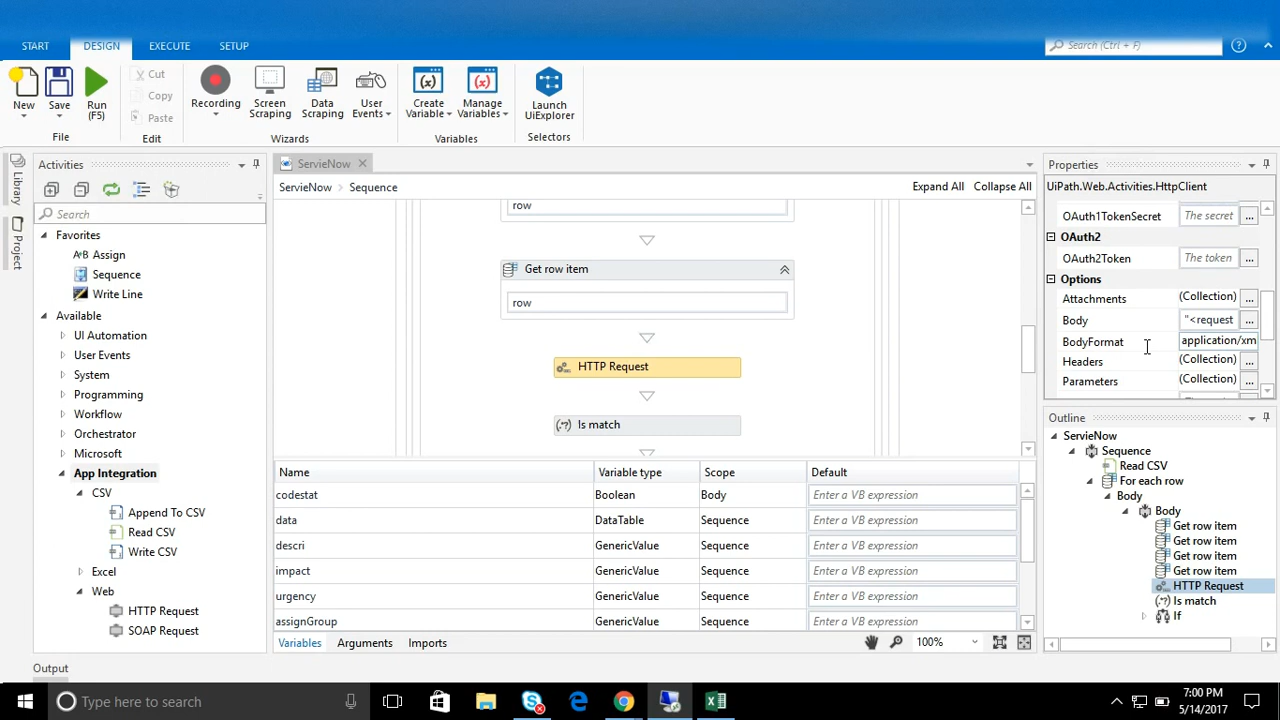 START DESIGN EXECUTE SETUP
Search (Ctrl + F)
New
Save
Run
(F5)
Cut
Copy
Paste
Recording
Screen
Scraping
Data
Scraping
User
Events
Create
Variable
Manage
Variables
Launch
UiExplorer
File Edit Wizards Variables Selectors
Library
Project
Activities
Search
Favorites
Assign
Sequence
Write Line
Available
UI Automation
User Events
System
Programming
Workflow
Orchestrator
Microsoft
App Integration
CSV
Append To CSV
Read CSV
Write CSV
Excel
Web
HTTP Request
SOAP Request
Output
ServieNow
ServieNow Sequence Expand All Collapse All
row
Get row item
row
HTTP Request
Is match
Name Variable type Scope Default
codestat Boolean Body Enter a VB expression
data DataTable Sequence Enter a VB expression
descri GenericValue Sequence Enter a VB expression
impact GenericValue Sequence Enter a VB expression
urgency GenericValue Sequence Enter a VB expression
assignGroup GenericValue Sequence Enter a VB expression
Variables Arguments Imports 100%
Properties
UiPath.Web.Activities.HttpClient
OAuth1TokenSecret The secret ...
OAuth2
OAuth2Token The token ...
Options
Attachments (Collection) ...
Body "<request ...
BodyFormat application/xm
Headers (Collection) ...
Parameters (Collection) ...
Outline
ServieNow
Sequence
Read CSV
For each row
Body
Body
Get row item
Get row item
Get row item
Get row item
HTTP Request
Is match
If
Type here to search
7:00 PM
5/14/2017